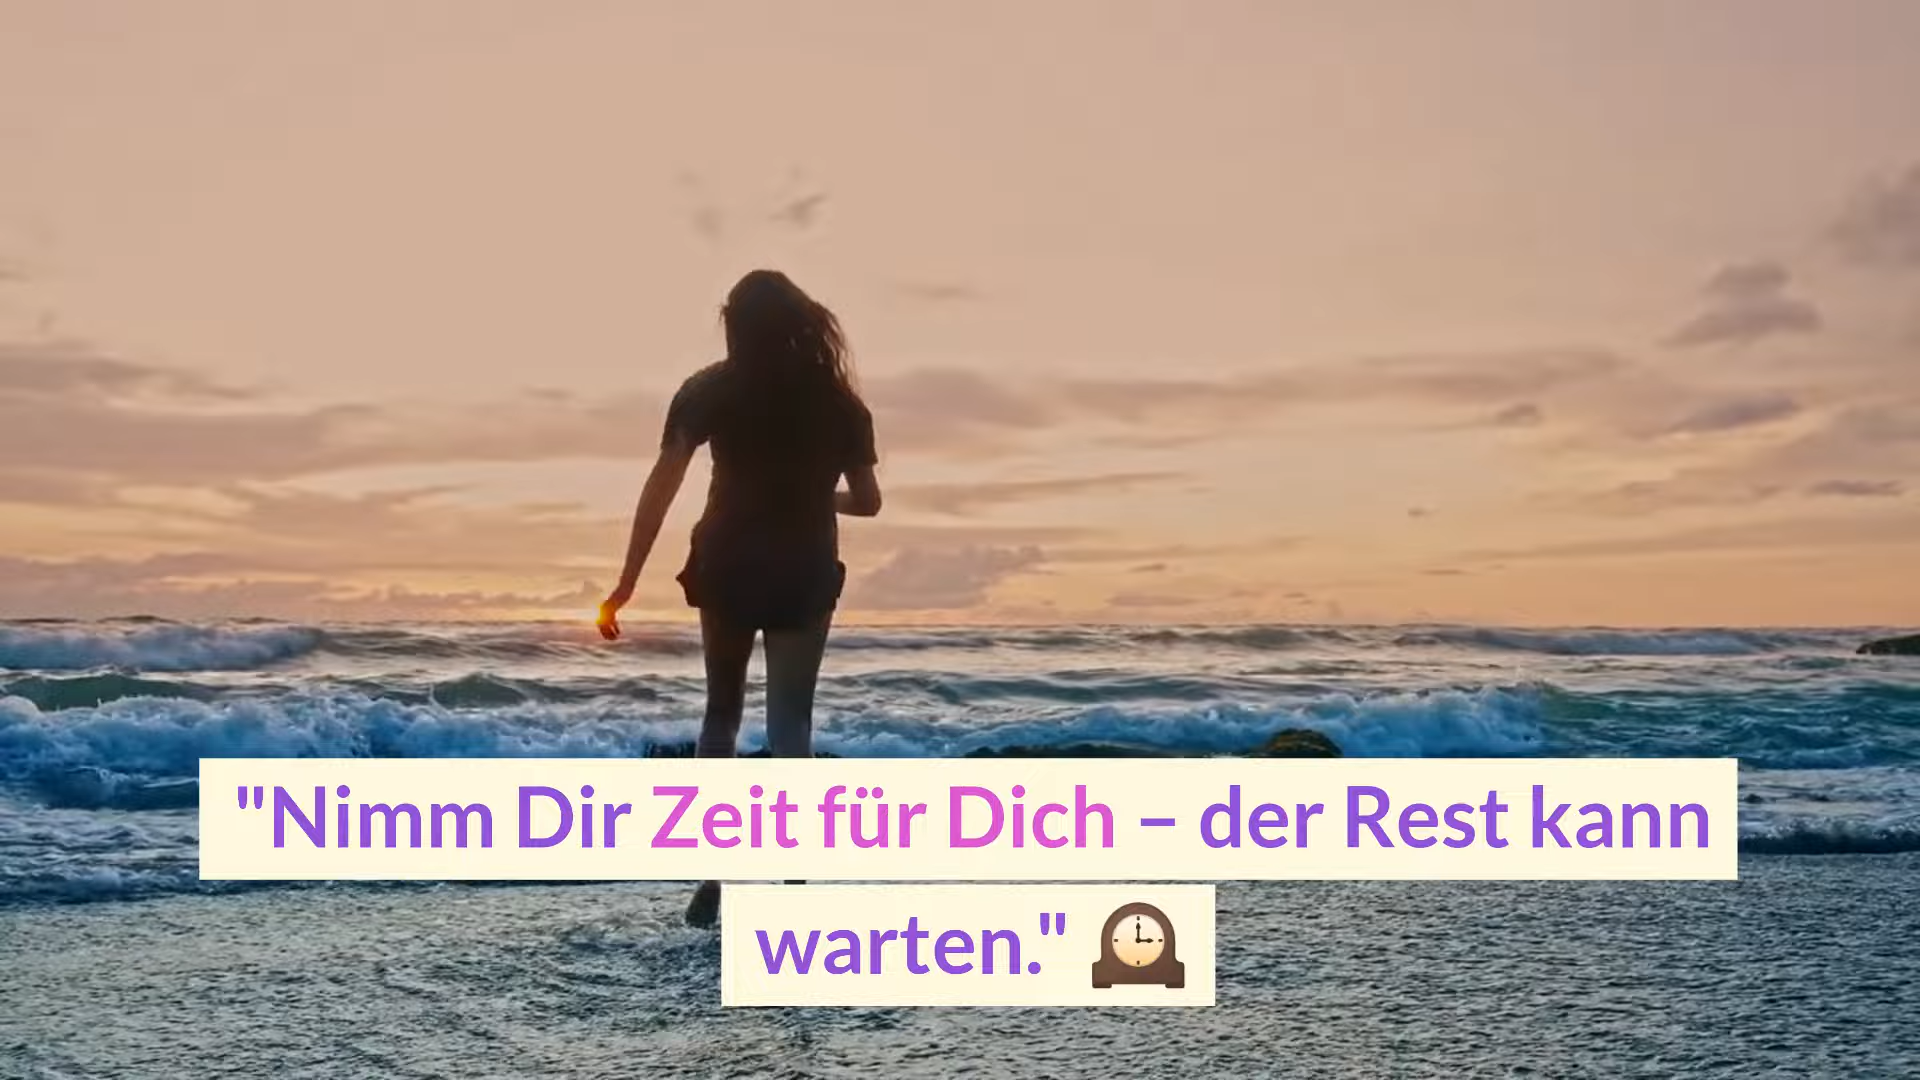 "Nimm Dir Zeit für Dich – der Rest kann
warten." 🕰️